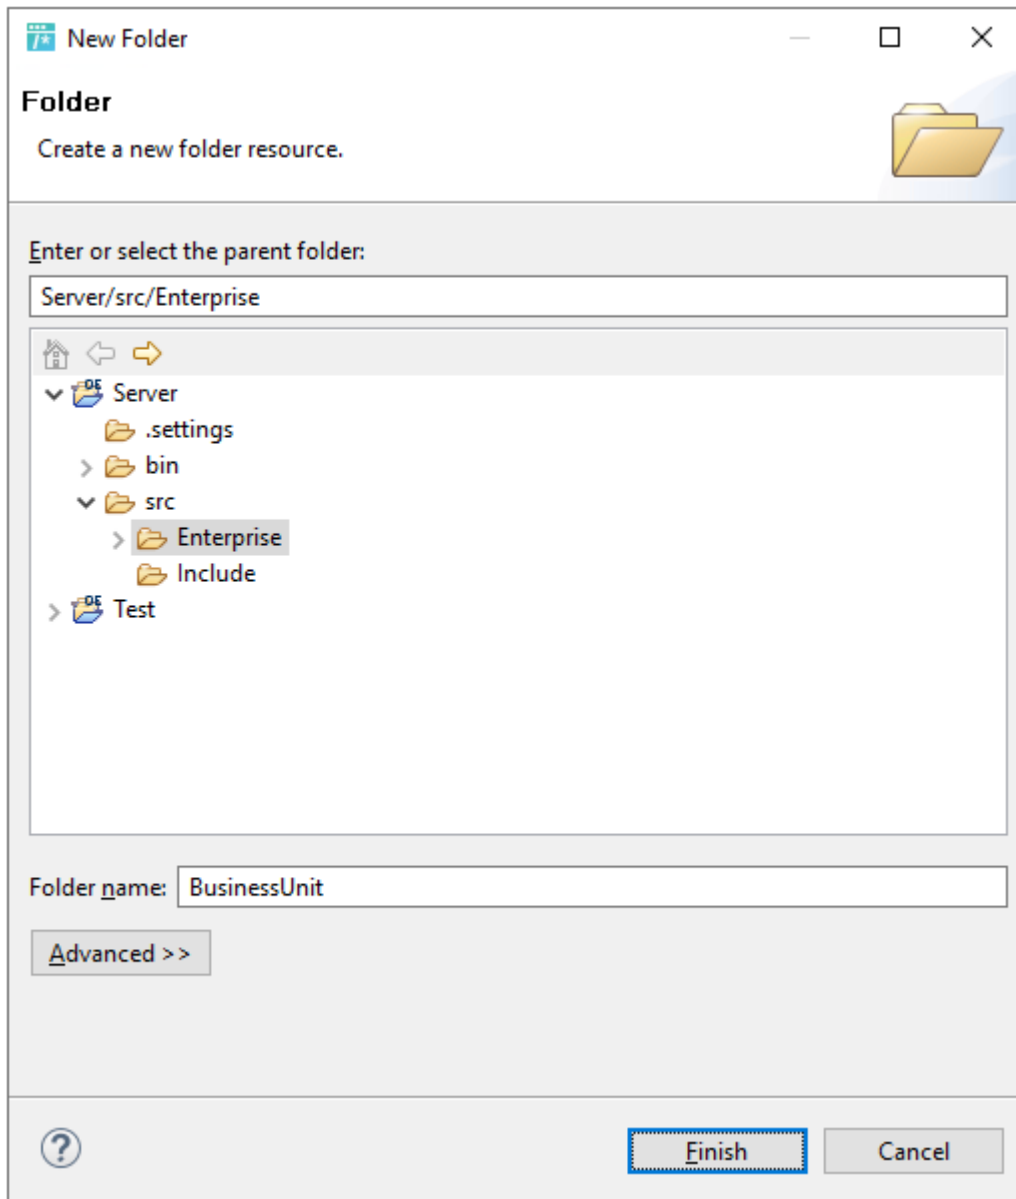 New Folder
Folder
Create a new folder resource.
Enter or select the parent folder:
Server/src/Enterprise
Server
.settings
bin
src
Enterprise
Include
Test
Folder name: BusinessUnit
Advanced >>
Finish Cancel